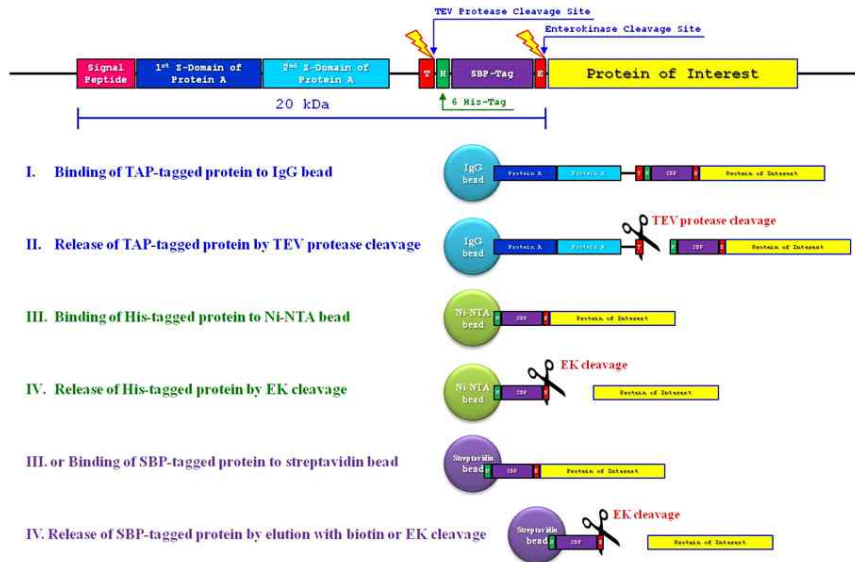 TEV Protease Cleavage Site
Enterokinase Cleavage Site
Signal Peptide
1st Z-Domain of Protein A
2nd Z-Domain of Protein A
T
H
SBP-Tag
E
Protein of Interest
6 His-Tag
20 kDa
I. Binding of TAP-tagged protein to IgG bead
IgG bead
Protein A
Protein A
T
H
SBP
E
Protein of Interest
TEV protease cleavage
II. Release of TAP-tagged protein by TEV protease cleavage
IgG bead
Protein A
Protein A
T
H
SBP
E
Protein of Interest
III. Binding of His-tagged protein to Ni-NTA bead
Ni-NTA bead
H
SBP
E
Protein of Interest
EK cleavage
IV. Release of His-tagged protein by EK cleavage
Ni-NTA bead
H
SBP
E
Protein of Interest
III. or Binding of SBP-tagged protein to streptavidin bead
Streptavidin bead
H
SBP
E
Protein of Interest
EK cleavage
IV. Release of SBP-tagged protein by elution with biotin or EK cleavage
Streptavidin bead
H
SBP
E
Protein of Interest